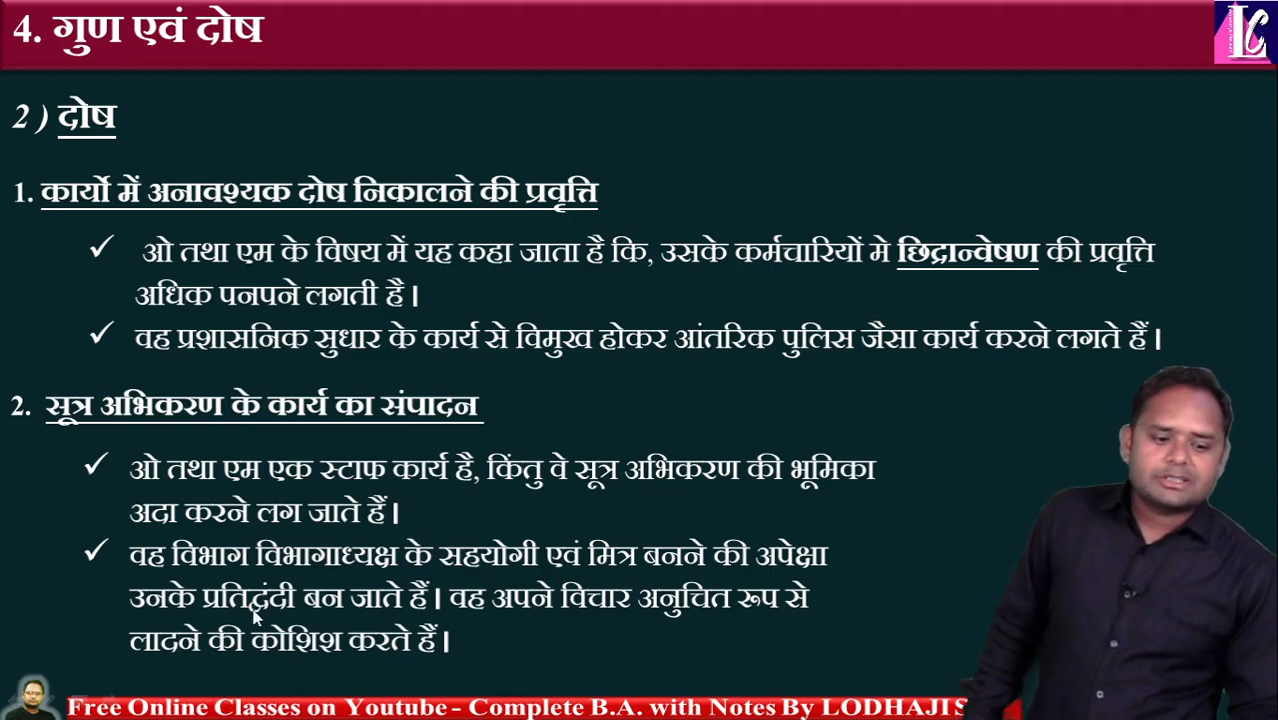 4. गुण एवं दोष
LC
2 ) दोष
1. कार्यो में अनावश्यक दोष निकालने की प्रवृत्ति
✓ ओ तथा एम के विषय में यह कहा जाता है कि, उसके कर्मचारियों मे छिद्रान्वेषण की प्रवृत्ति
अधिक पनपने लगती है।
✓ वह प्रशासनिक सुधार के कार्य से विमुख होकर आंतरिक पुलिस जैसा कार्य करने लगते हैं।
2. सूत्र अभिकरण के कार्य का संपादन
✓ ओ तथा एम एक स्टाफ कार्य है, किंतु वे सूत्र अभिकरण की भूमिका
अदा करने लग जाते हैं।
✓ वह विभाग विभागाध्यक्ष के सहयोगी एवं मित्र बनने की अपेक्षा
उनके प्रतिद्वंदी बन जाते हैं। वह अपने विचार अनुचित रूप से
लादने की कोशिश करते हैं।
Free Online Classes on Youtube - Complete B.A. with Notes By LODHAJI S